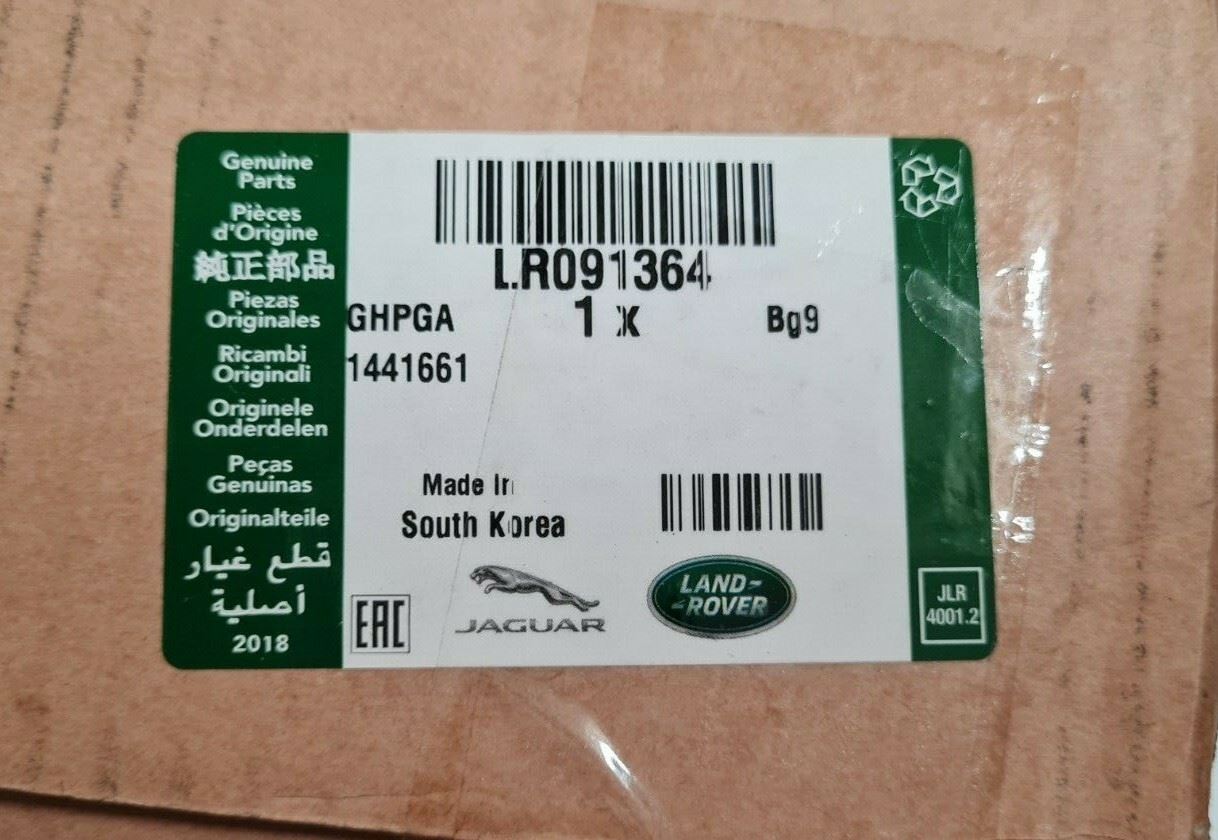 Genuine
Parts
Pièces
d'Origine
純正部品
Piezas
Originales
Ricambi
Originali
Originele
Onderdelen
Peças
Genuinas
Originalteile
قطع غيار
أصلية
2018
LR091364
GHPGA 1 x Bg9
1441661
Made In
South Korea
EAC
JAGUAR
LAND-
-ROVER
JLR
4001.2